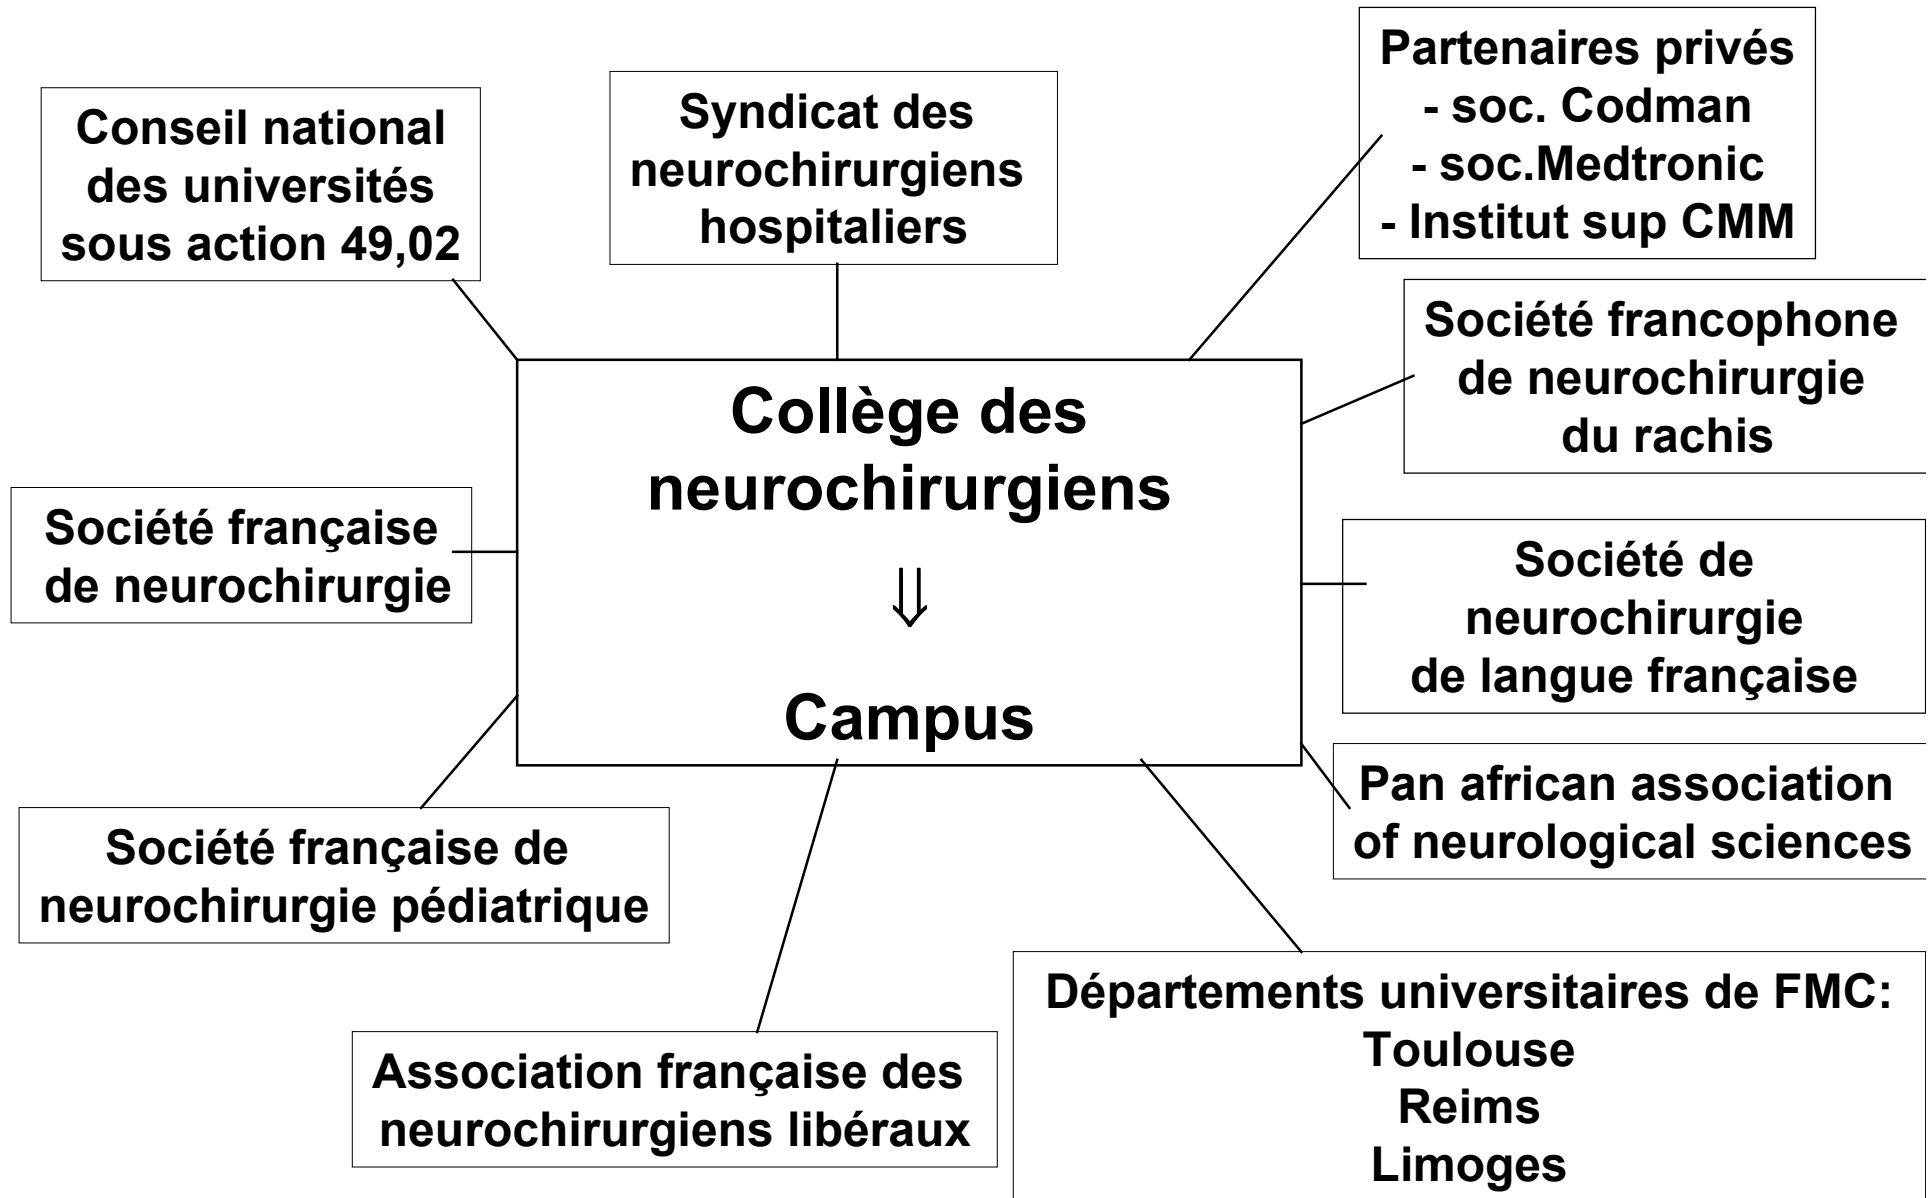 Conseil national
des universités
sous action 49,02
Syndicat des
neurochirurgiens
hospitaliers
Partenaires privés
- soc. Codman
- soc.Medtronic
- Institut sup CMM
Société francophone
de neurochirurgie
du rachis
Collège des
neurochirurgiens
⇓
Campus
Société française
de neurochirurgie
Société de
neurochirurgie
de langue française
Pan african association
of neurological sciences
Société française de
neurochirurgie pédiatrique
Association française des
neurochirurgiens libéraux
Départements universitaires de FMC:
Toulouse
Reims
Limoges